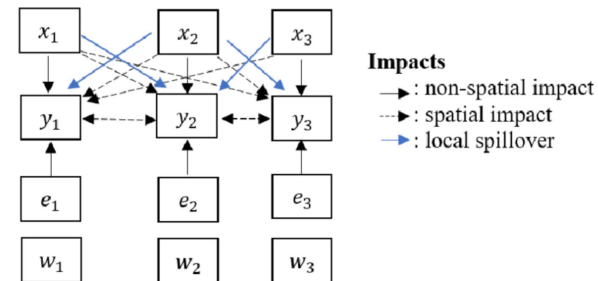 x₁ x₂ x₃
Impacts
: non-spatial impact
y₁ y₂ y₃
: spatial impact
: local spillover
e₁ e₂ e₃
w₁ w₂ w₃